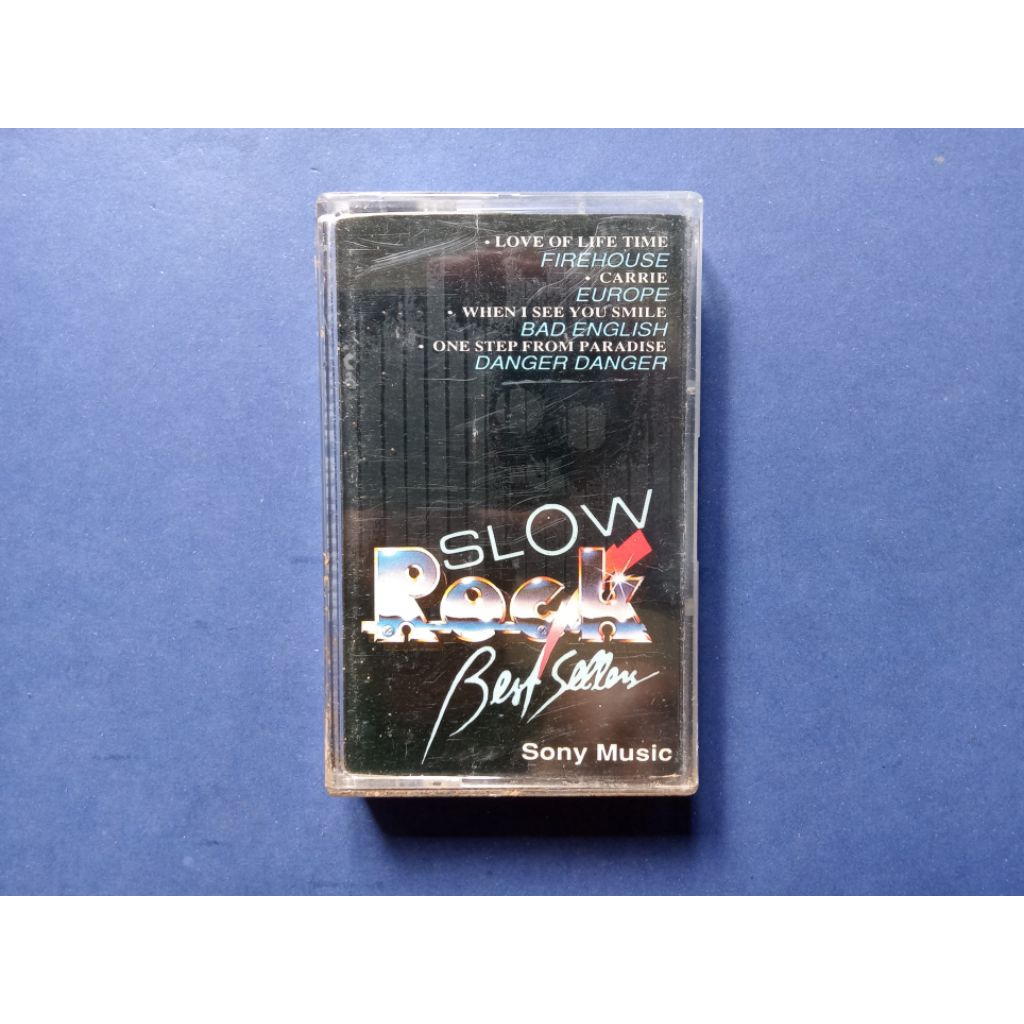 • LOVE OF LIFE TIME
FIREHOUSE
• CARRIE
EUROPE
• WHEN I SEE YOU SMILE
BAD ENGLISH
• ONE STEP FROM PARADISE
DANGER DANGER
SLOW
Rock
Best Sellers
Sony Music